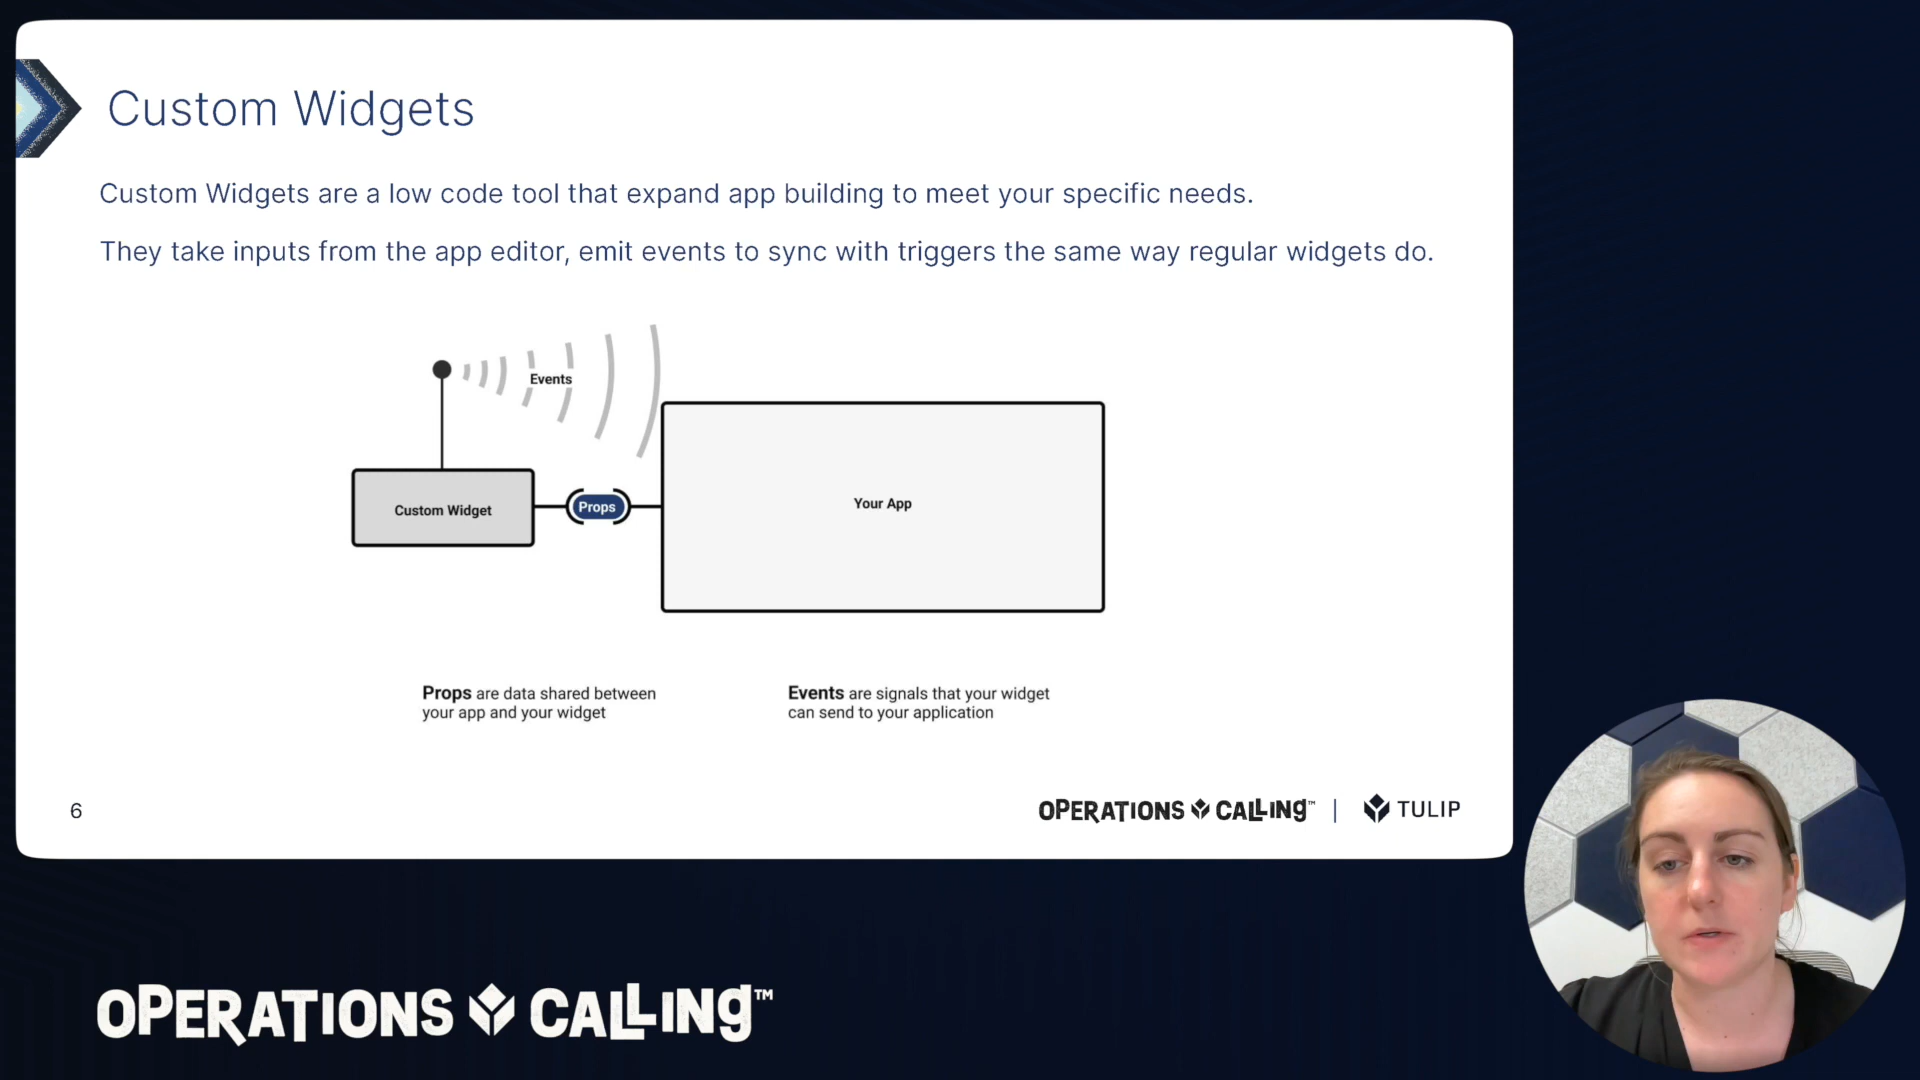 Custom Widgets
Custom Widgets are a low code tool that expand app building to meet your specific needs.
They take inputs from the app editor, emit events to sync with triggers the same way regular widgets do.
Events
Custom Widget
Props
Your App
Props are data shared between
your app and your widget
Events are signals that your widget
can send to your application
6
OPERATIONS CALLING™ | TULIP
OPERATIONS CALLING™